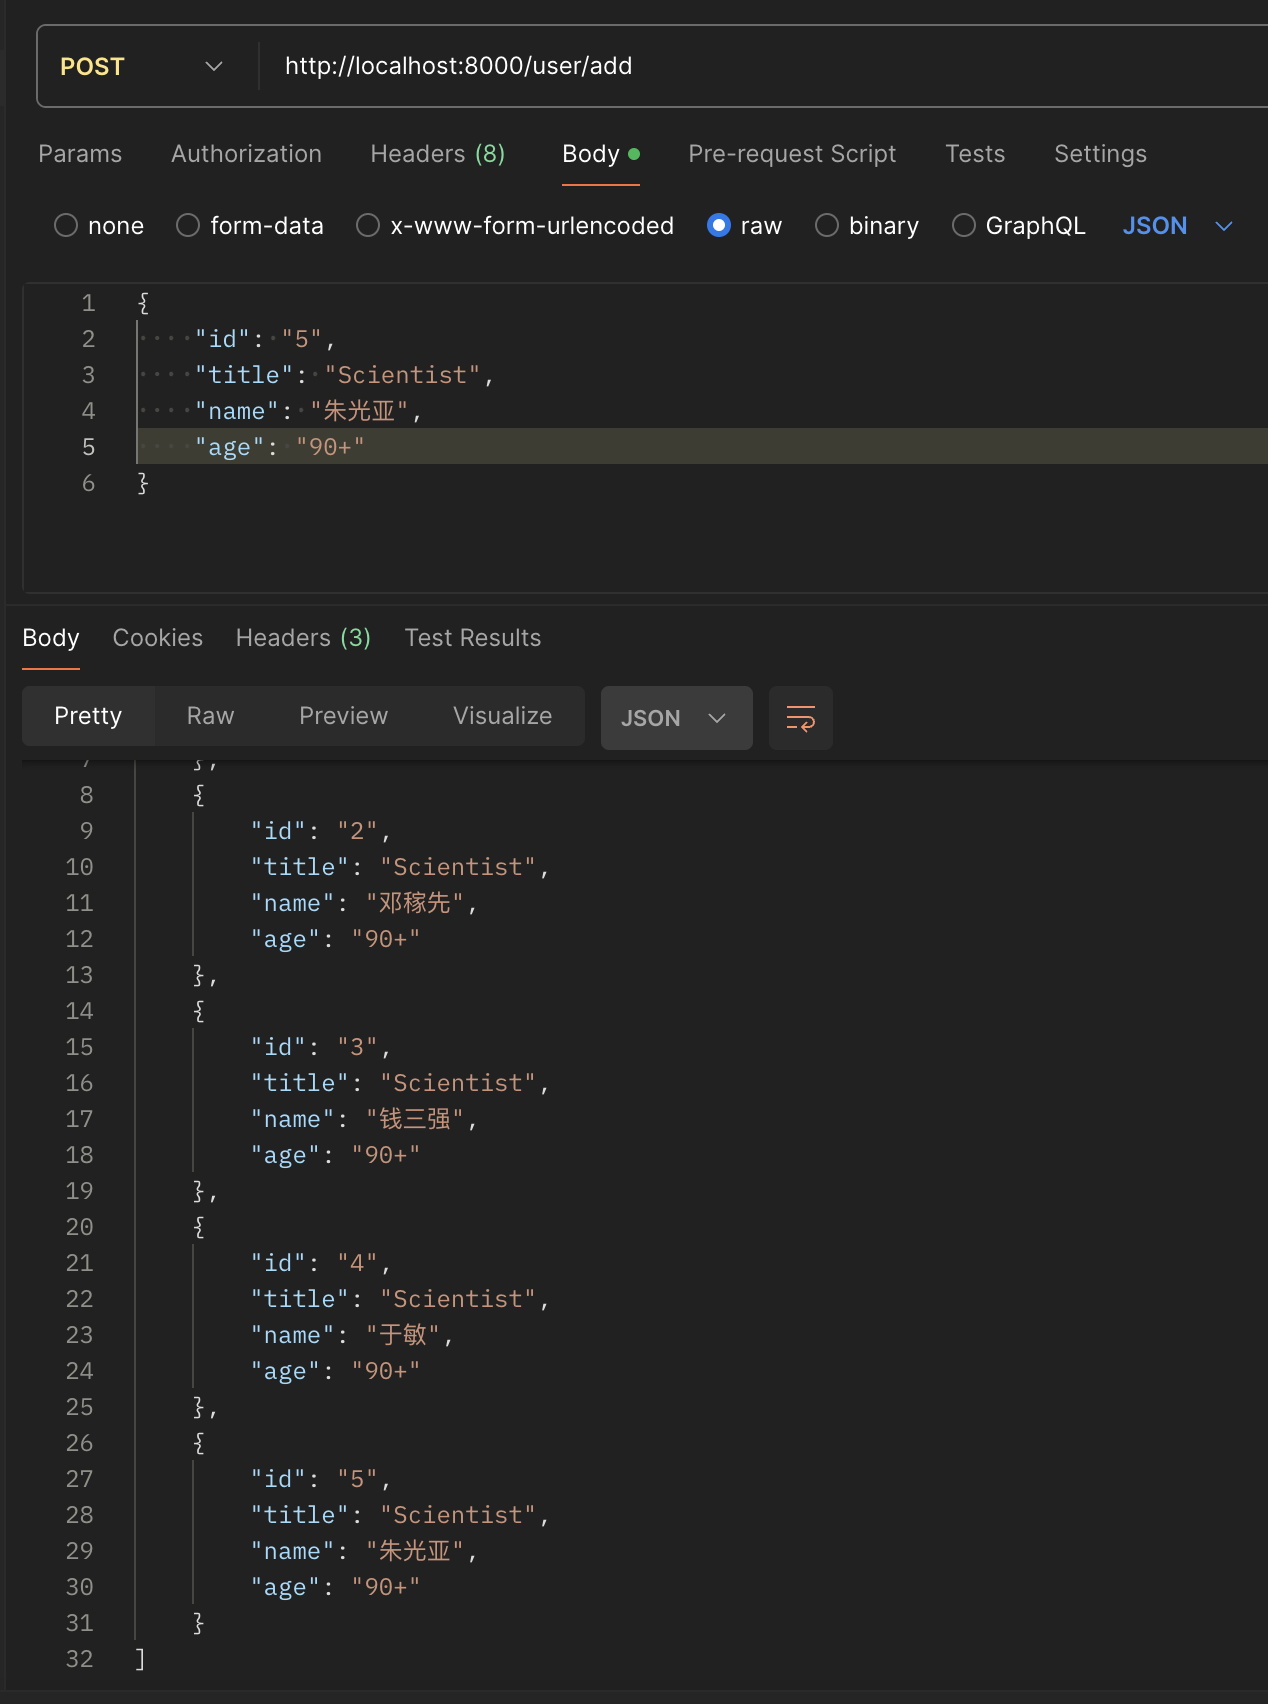 POST http://localhost:8000/user/add
Params Authorization Headers (8) Body Pre-request Script Tests Settings
none form-data x-www-form-urlencoded raw binary GraphQL JSON
1 {
2 "id": "5",
3 "title": "Scientist",
4 "name": "朱光亚",
5 "age": "90+"
6 }
Body Cookies Headers (3) Test Results
Pretty Raw Preview Visualize JSON
7 },
8 {
9 "id": "2",
10 "title": "Scientist",
11 "name": "邓稼先",
12 "age": "90+"
13 },
14 {
15 "id": "3",
16 "title": "Scientist",
17 "name": "钱三强",
18 "age": "90+"
19 },
20 {
21 "id": "4",
22 "title": "Scientist",
23 "name": "于敏",
24 "age": "90+"
25 },
26 {
27 "id": "5",
28 "title": "Scientist",
29 "name": "朱光亚",
30 "age": "90+"
31 }
32 ]